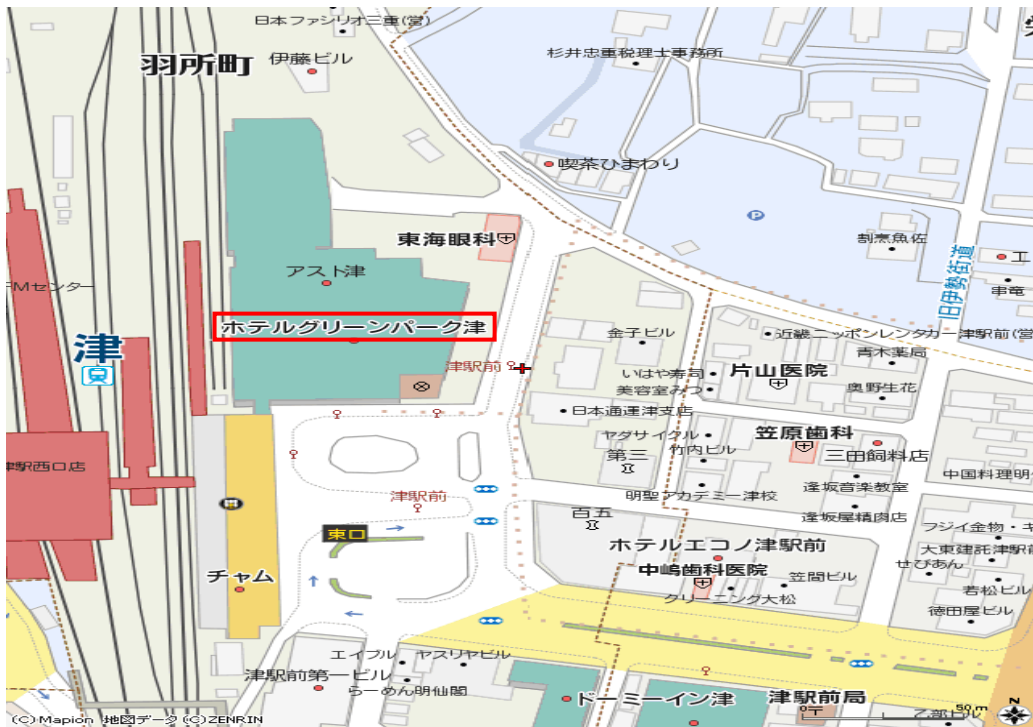 日本ファシリオ三重(営)
羽所町
伊藤ビル
杉井忠重税理士事務所
喫茶ひまわり
P
東海眼科
割烹魚佐
アスト津
FMセンター
旧伊勢街道
工
串竜
ホテルグリーンパーク津
津
金子ビル
近畿ニッポンレンタカー津駅前(営
青木薬局
津駅前
いはや寿司
片山医院
美容室みつ
奥野生花
日本通運津支店
ヤダサイクル
笠原歯科
第三
竹内ビル
三田飼料店
津駅西口店
中国料理明
明聖アカデミー津校
逢坂音楽教室
津駅前
百五
逢坂屋精肉店
フジイ金物・キ
東口
ホテルエコノ津駅前
大東建託津駅前
せびあん
チャム
中嶋歯科医院
笠間ビル
若松ビル
クリーニング大松
徳田屋ビル
エイブル
ヤスリヤビル
津駅前第一ビル
らーめん明仙閣
ドーミーイン津
津駅前局
乙部ビル
50m
N
(C)Mapion 地図データ(C)ZENRIN